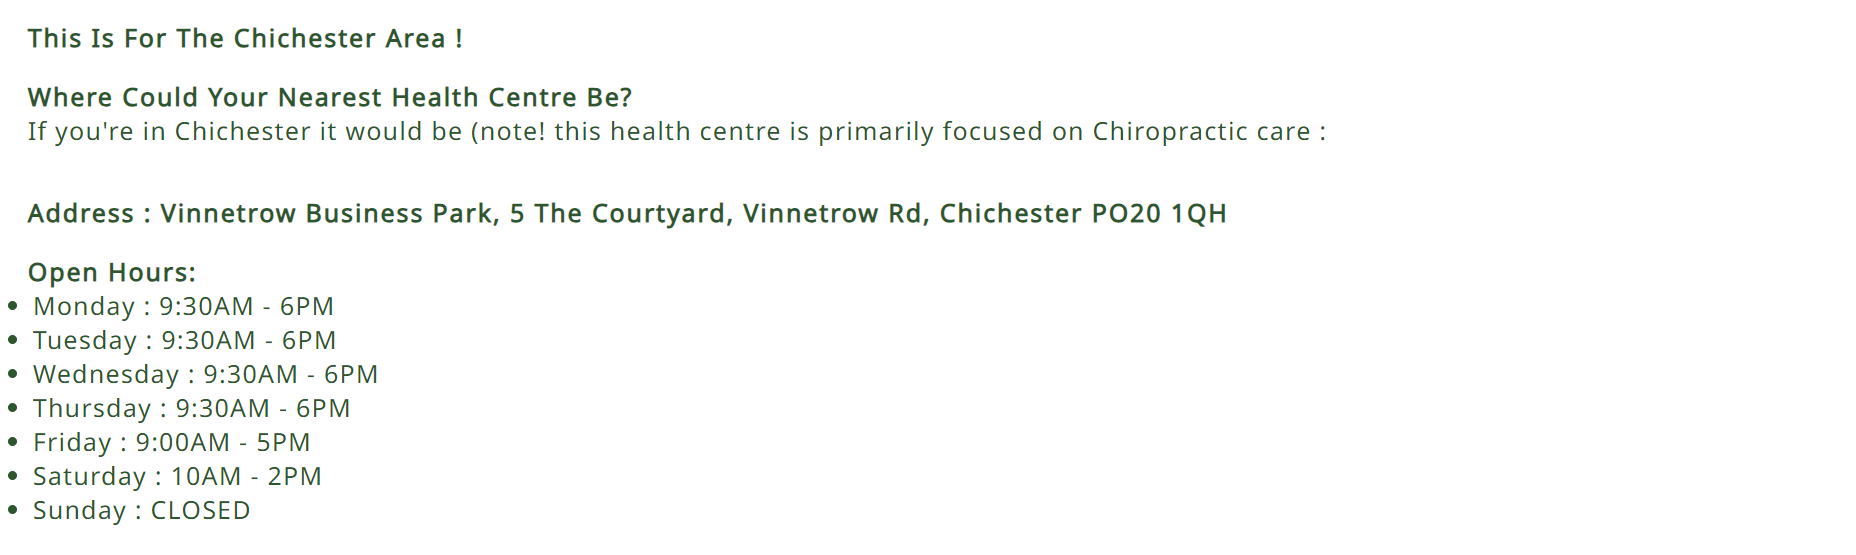 This Is For The Chichester Area !
Where Could Your Nearest Health Centre Be?
If you're in Chichester it would be (note! this health centre is primarily focused on Chiropractic care :
Address : Vinnetrow Business Park, 5 The Courtyard, Vinnetrow Rd, Chichester PO20 1QH
Open Hours:
• Monday : 9:30AM - 6PM
• Tuesday : 9:30AM - 6PM
• Wednesday : 9:30AM - 6PM
• Thursday : 9:30AM - 6PM
• Friday : 9:00AM - 5PM
• Saturday : 10AM - 2PM
• Sunday : CLOSED